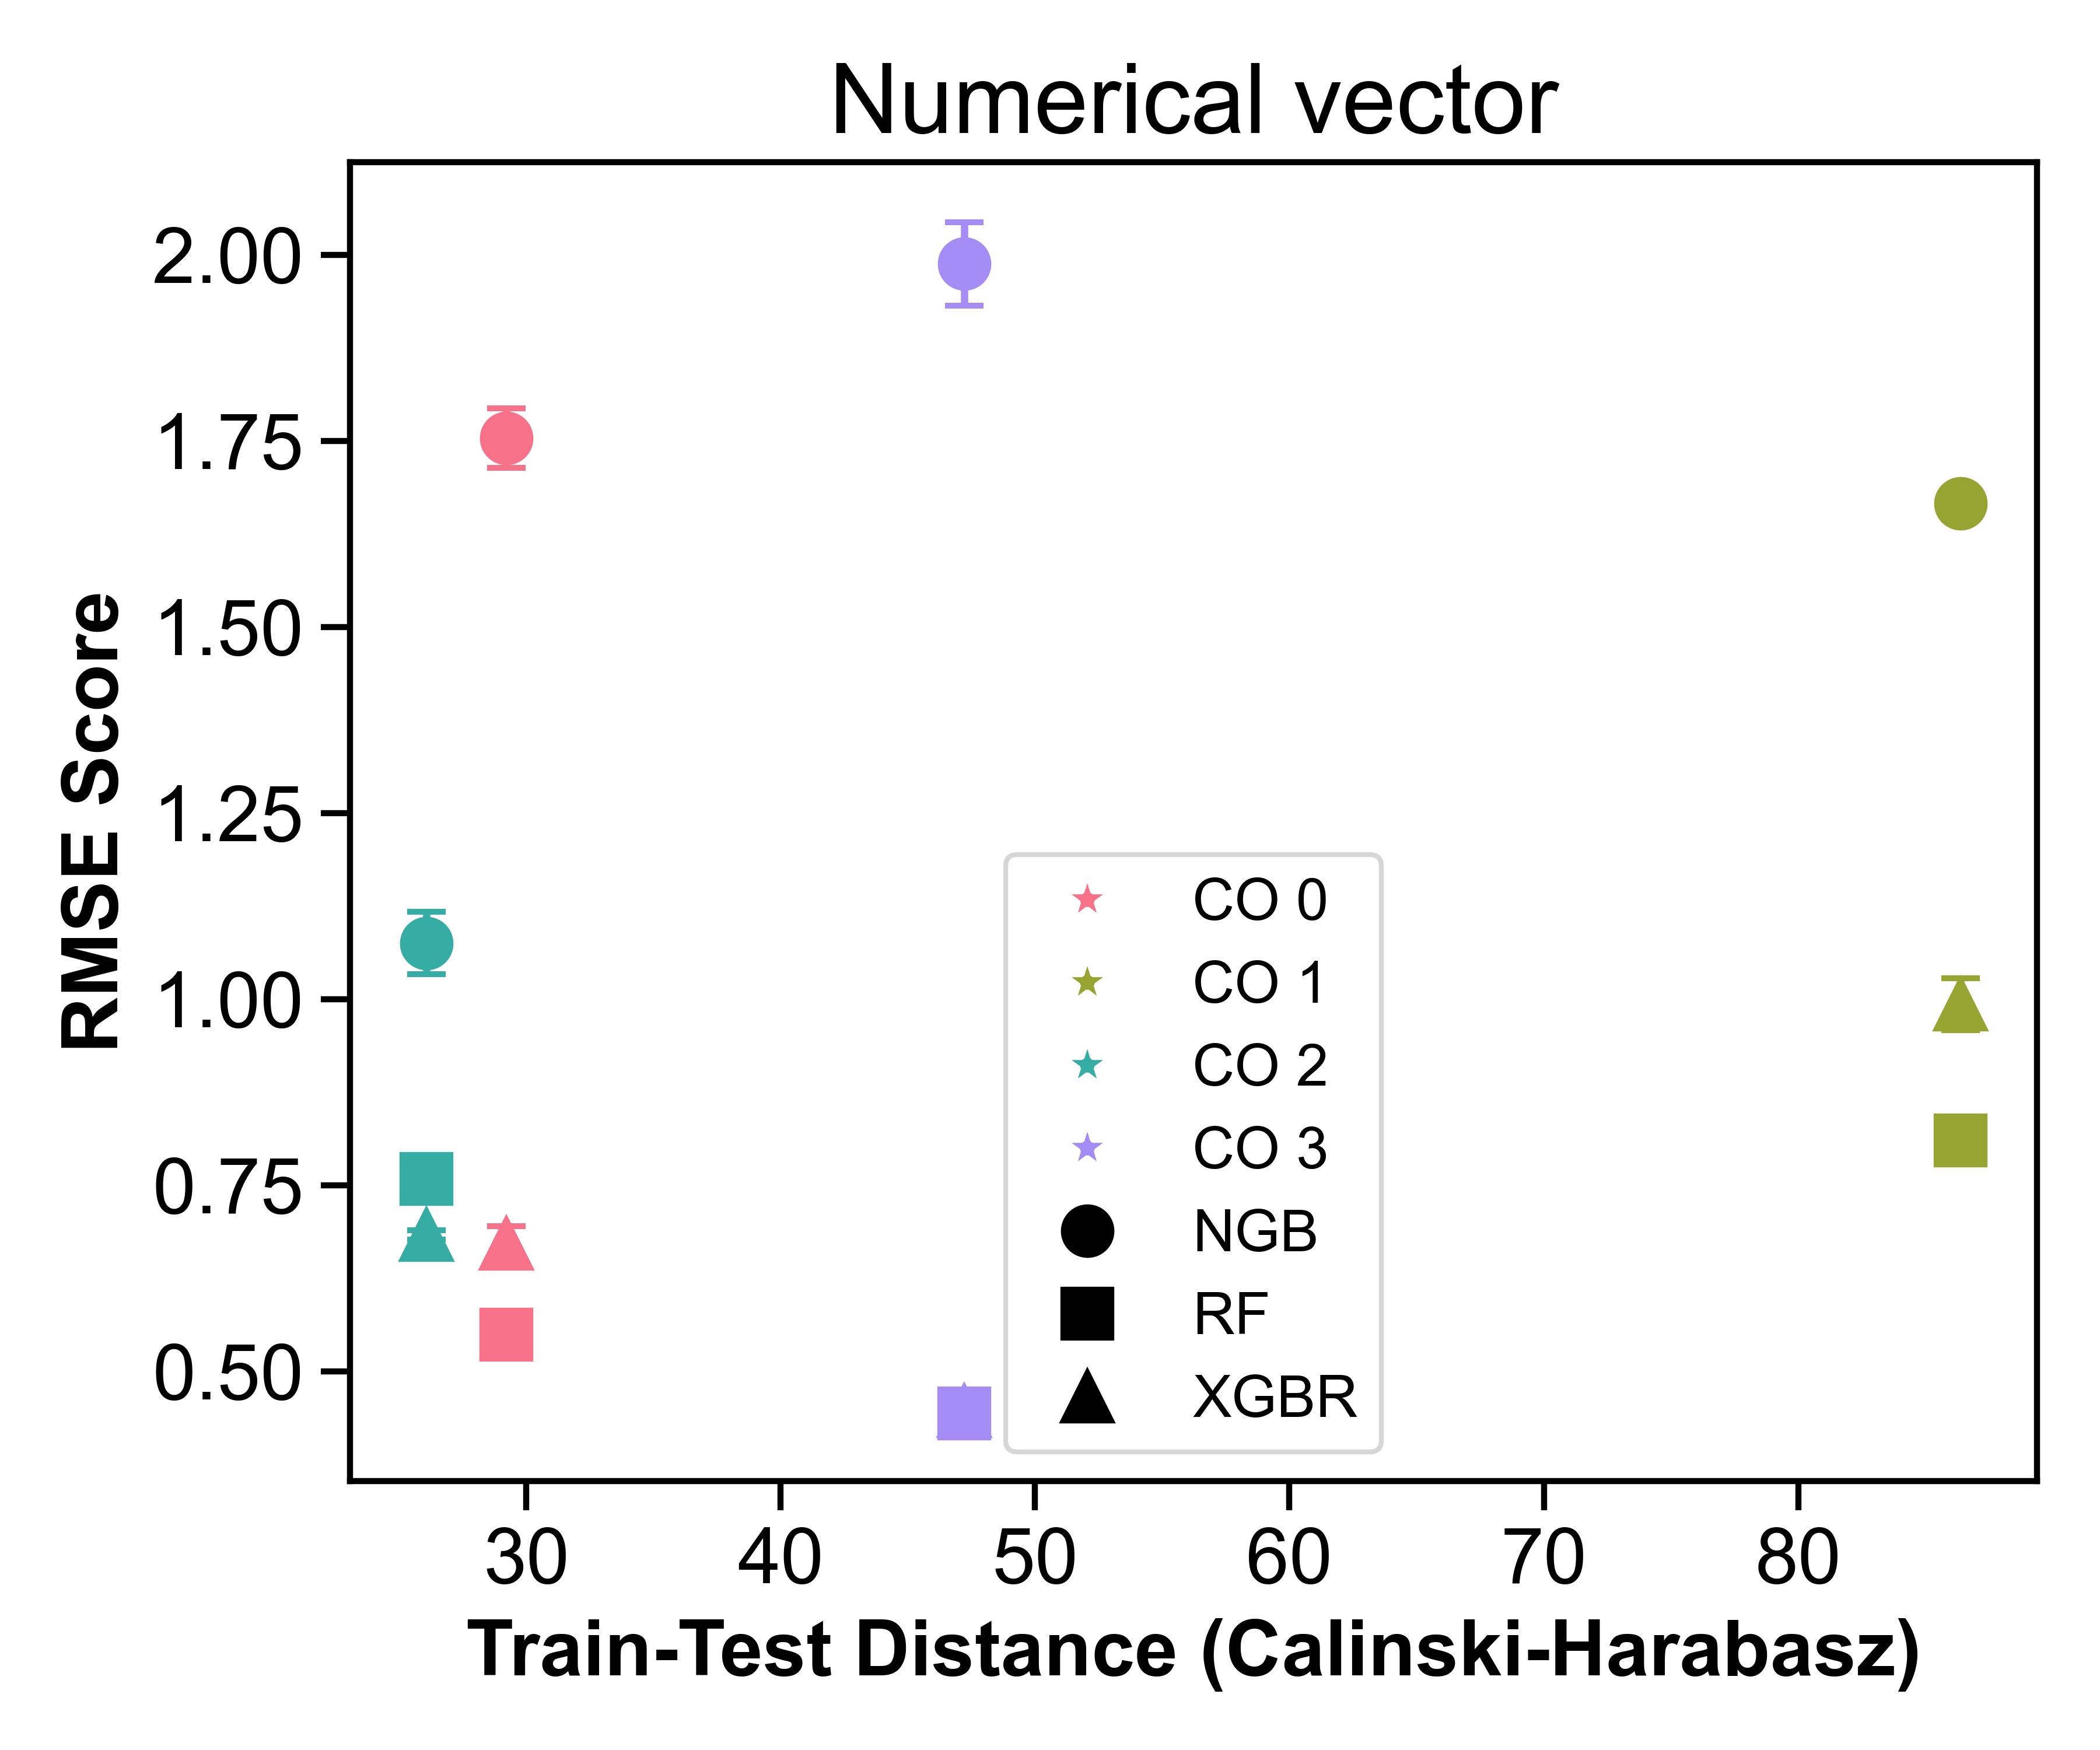 Numerical vector
RMSE Score
2.00
1.75
1.50
1.25
1.00
0.75
0.50
CO 0
CO 1
CO 2
CO 3
NGB
RF
XGBR
30 40 50 60 70 80
Train-Test Distance (Calinski-Harabasz)